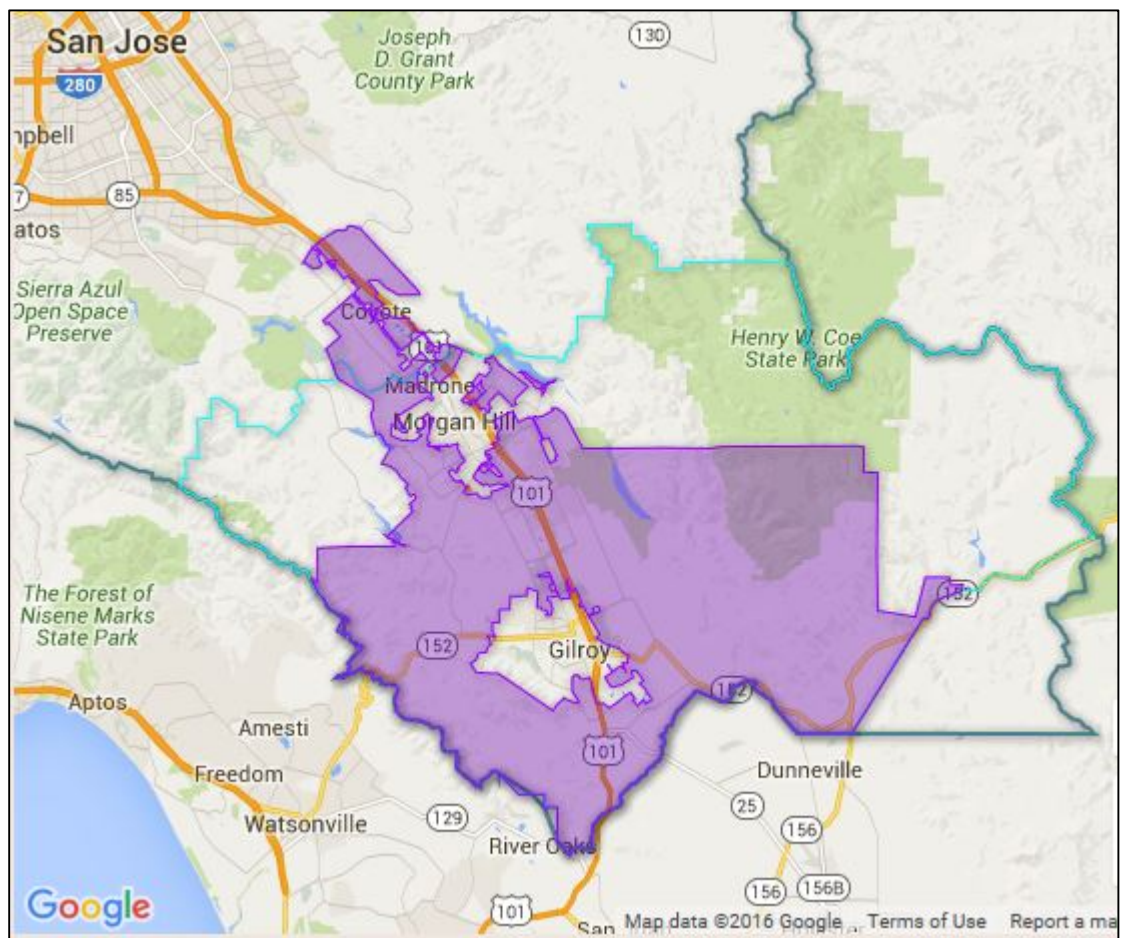 San Jose
Joseph
D. Grant
County Park
130
280
npbell
85
7
atos
Sierra Azul
Open Space
Preserve
Coyote
101
Henry W. Coe
State Park
Madrone
Morgan Hill
101
The Forest of
Nisene Marks
State Park
152
152
Gilroy
152
Aptos
Amesti
101
Dunneville
Freedom
25
129
Watsonville
156
River Oaks
156
156B
Google
101
San
Map data ©2016 Google
Terms of Use
Report a ma